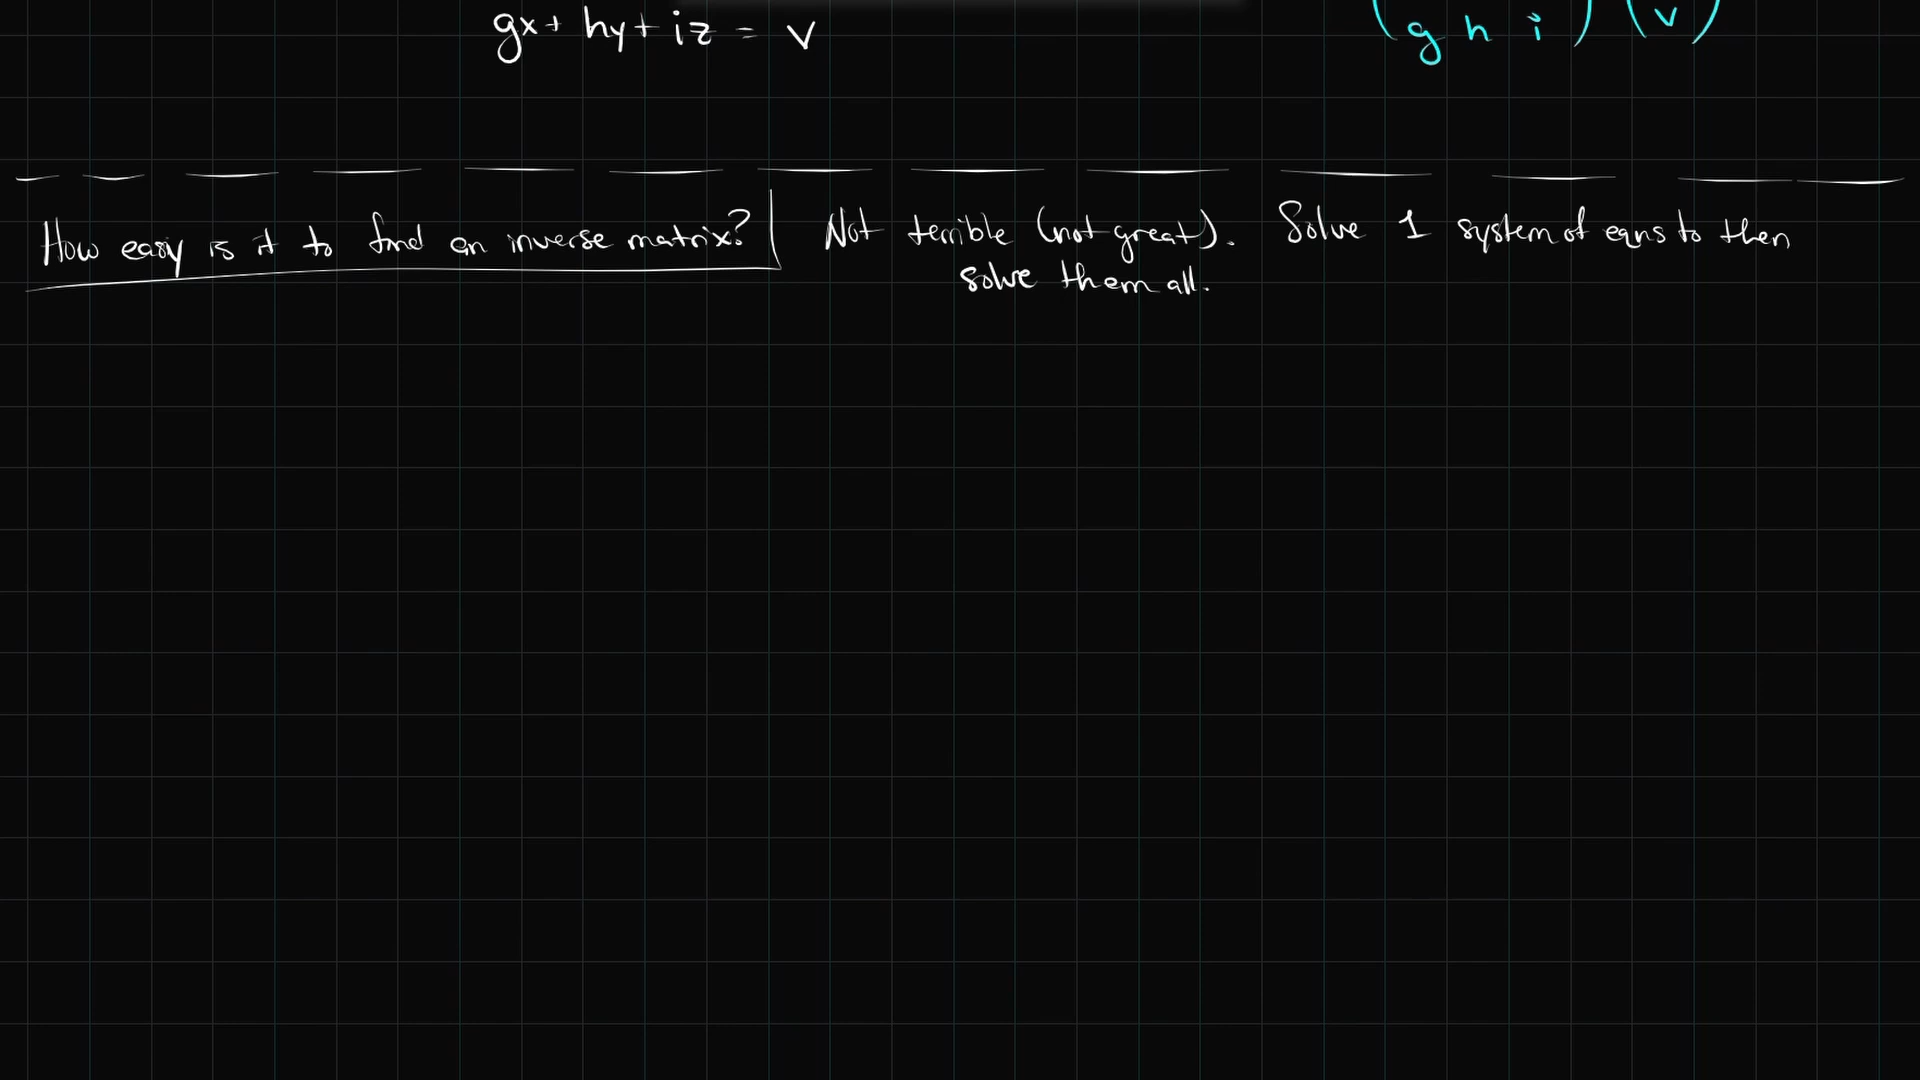 gx + hy + iz = v
(g h i) (v)
How easy is it to find an inverse matrix? Not terrible (not great). Solve 1 system of eqns to then
solve them all.